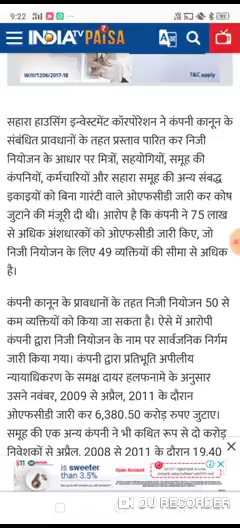 9:22
INDIA TV PAISA
W/II/1206/2017-18 T&C apply
सहारा हाउसिंग इन्वेस्टमेंट कॉरपोरेशन ने कंपनी कानून के
संबंधित प्रावधानों के तहत प्रस्ताव पारित कर निजी
नियोजन के आधार पर मित्रों, सहयोगियों, समूह की
कंपनियों, कर्मचारियों और सहारा समूह की अन्य संबद्ध
इकाइयों को बिना गारंटी वाले ओएफसीडी जारी कर कोष
जुटाने की मंजूरी दी थी। आरोप है कि कंपनी ने 75 लाख
से अधिक अंशधारकों को ओएफसीडी जारी किए, जो
निजी नियोजन के लिए 49 व्यक्तियों की सीमा से अधिक
है।
कंपनी कानून के प्रावधानों के तहत निजी नियोजन 50 से
कम व्यक्तियों को किया जा सकता है। ऐसे में आरोपी
कंपनी द्वारा निजी नियोजन के नाम पर सार्वजनिक निर्गम
जारी किया गया। कंपनी द्वारा प्रतिभूति अपीलीय
न्यायाधिकरण के समक्ष दायर हलफनामे के अनुसार
उसने नवंबर, 2009 से अप्रैल, 2011 के दौरान
ओएफसीडी जारी कर 6,380.50 करोड़ रुपए जुटाए।
समूह की एक अन्य कंपनी ने भी कथित रूप से दो करोड़
निवेशकों से अप्रैल, 2008 से 2011 के दौरान 19,40
is sweeter
than 3.5%
Open Account
DU RECORDER